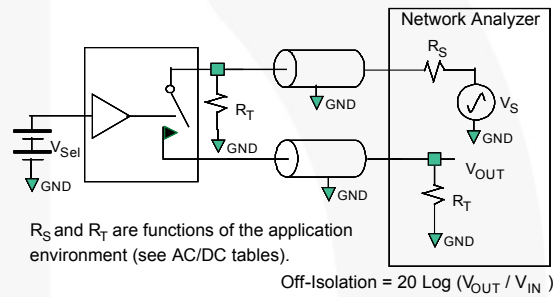 Network Analyzer
R_S
R_T
GND
V_S
GND
GND
V_Sel
GND
V_OUT
GND
GND
R_T
GND
R_S and R_T are functions of the application
environment (see AC/DC tables).
Off-Isolation = 20 Log (V_OUT / V_IN )